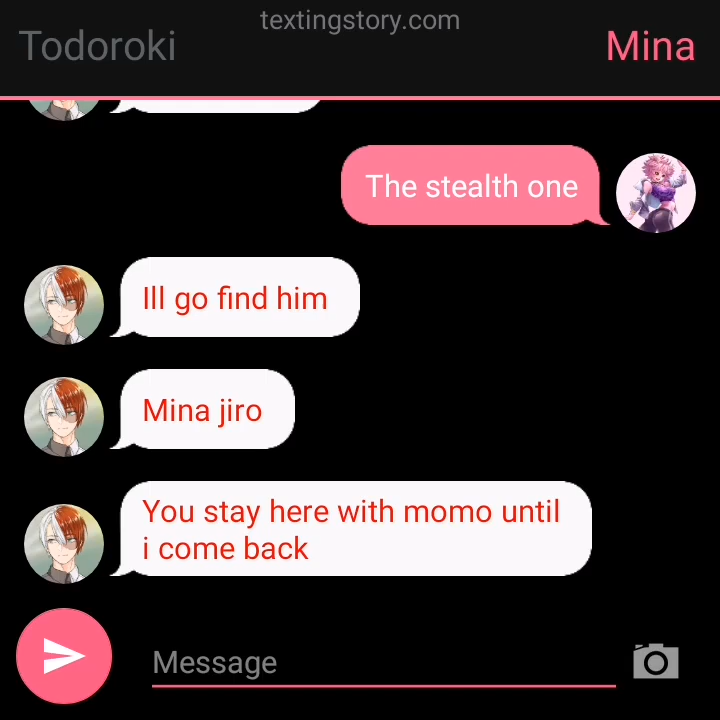 textingstory.com
Todoroki
Mina
The stealth one
Ill go find him
Mina jiro
You stay here with momo until
i come back
Message